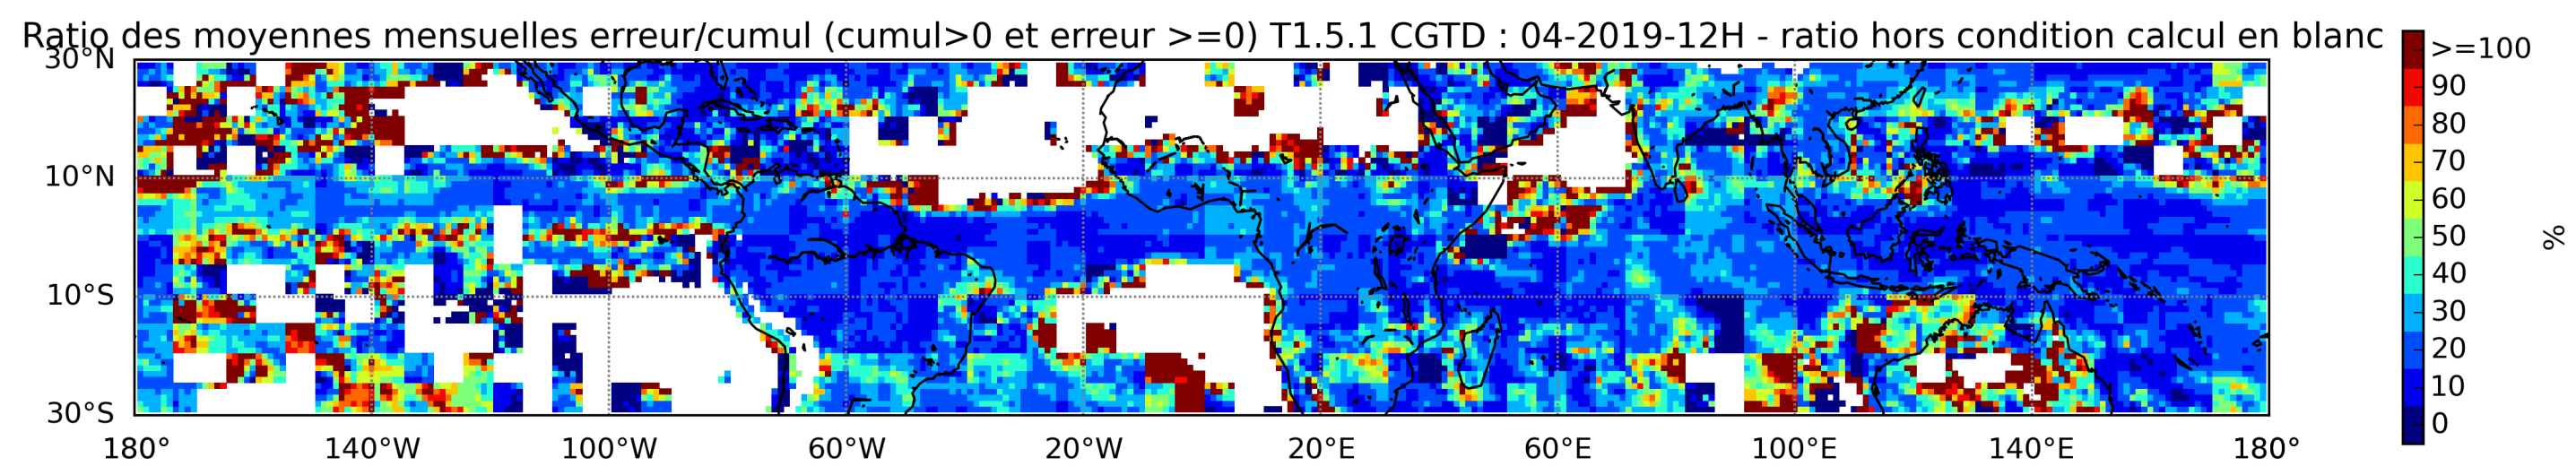 Ratio des moyennes mensuelles erreur/cumul (cumul>0 et erreur >=0) T1.5.1 CGTD : 04-2019-12H - ratio hors condition calcul en blanc
30°N
10°N
10°S
30°S
180° 140°W 100°W 60°W 20°W 20°E 60°E 100°E 140°E 180°
>=100
90
80
70
60
50
40
30
20
10
0
%